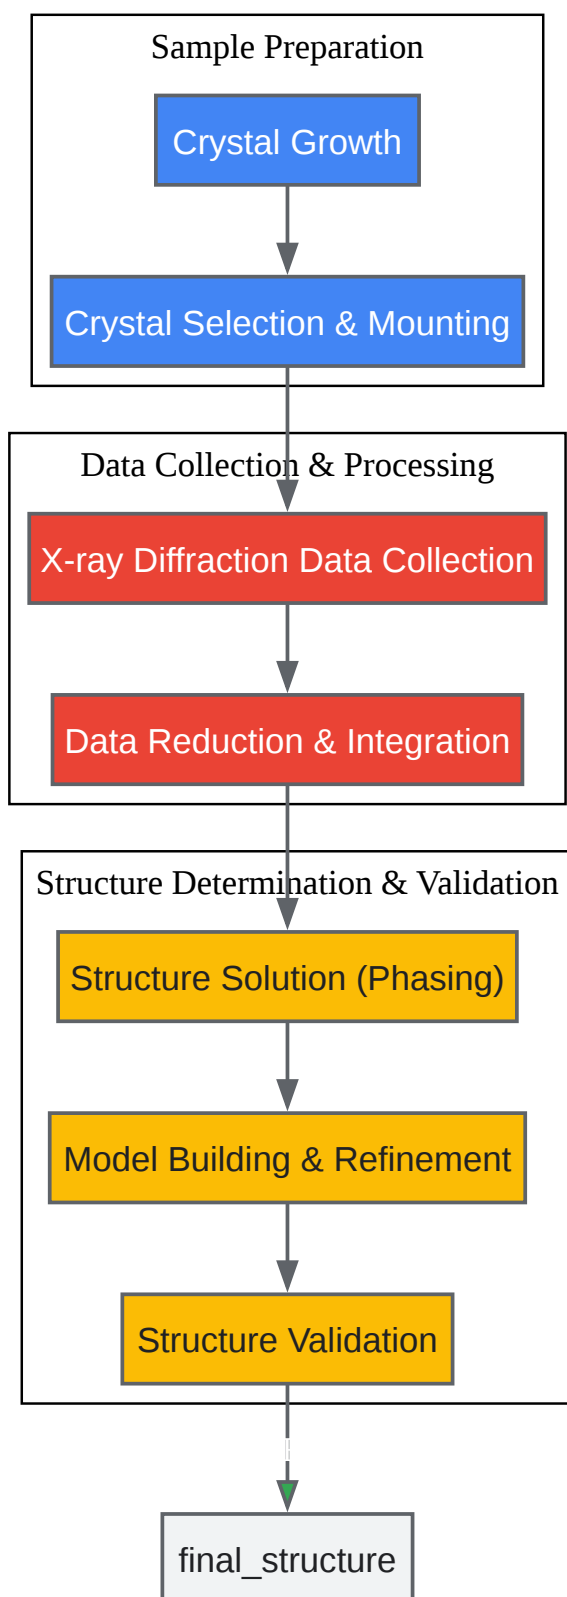 Sample Preparation
Crystal Growth
Crystal Selection & Mounting
Data Collection & Processing
X-ray Diffraction Data Collection
Data Reduction & Integration
Structure Determination & Validation
Structure Solution (Phasing)
Model Building & Refinement
Structure Validation
final_structure